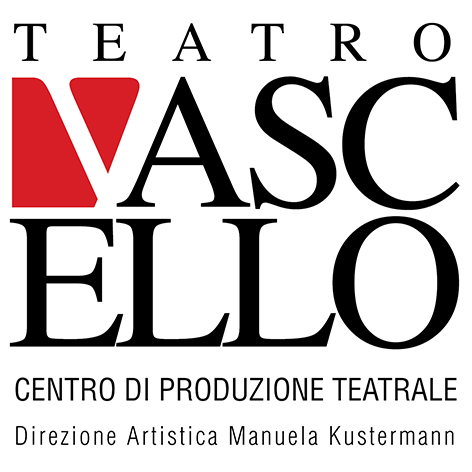 TEATRO
VASC
ELLO
CENTRO DI PRODUZIONE TEATRALE
Direzione Artistica Manuela Kustermann